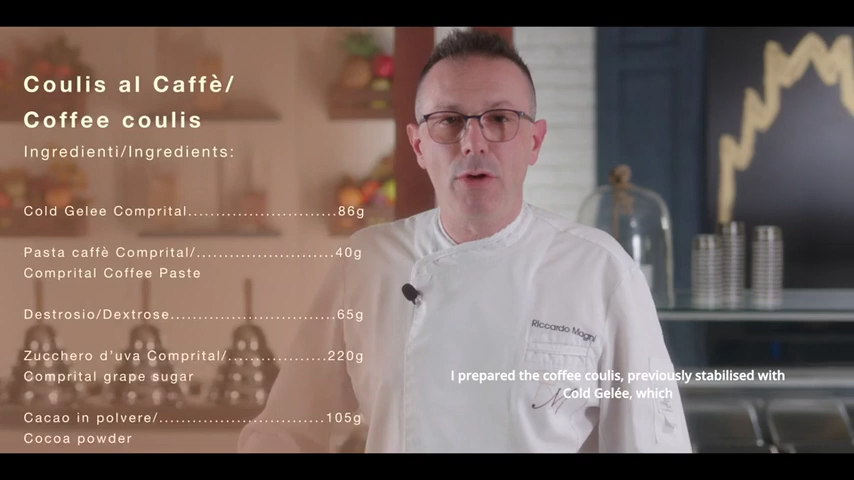 Coulis al Caffè/
Coffee coulis
Ingredienti/Ingredients:
Cold Gelee Comprital...........................86g
Pasta caffè Comprital/.........................40g
Comprital Coffee Paste
Destrosio/Dextrose..............................65g
Zucchero d'uva Comprital/..................220g
Comprital grape sugar
Cacao in polvere/..............................105g
Cocoa powder
Riccardo Magni
I prepared the coffee coulis, previously stabilised with
Cold Gelée, which